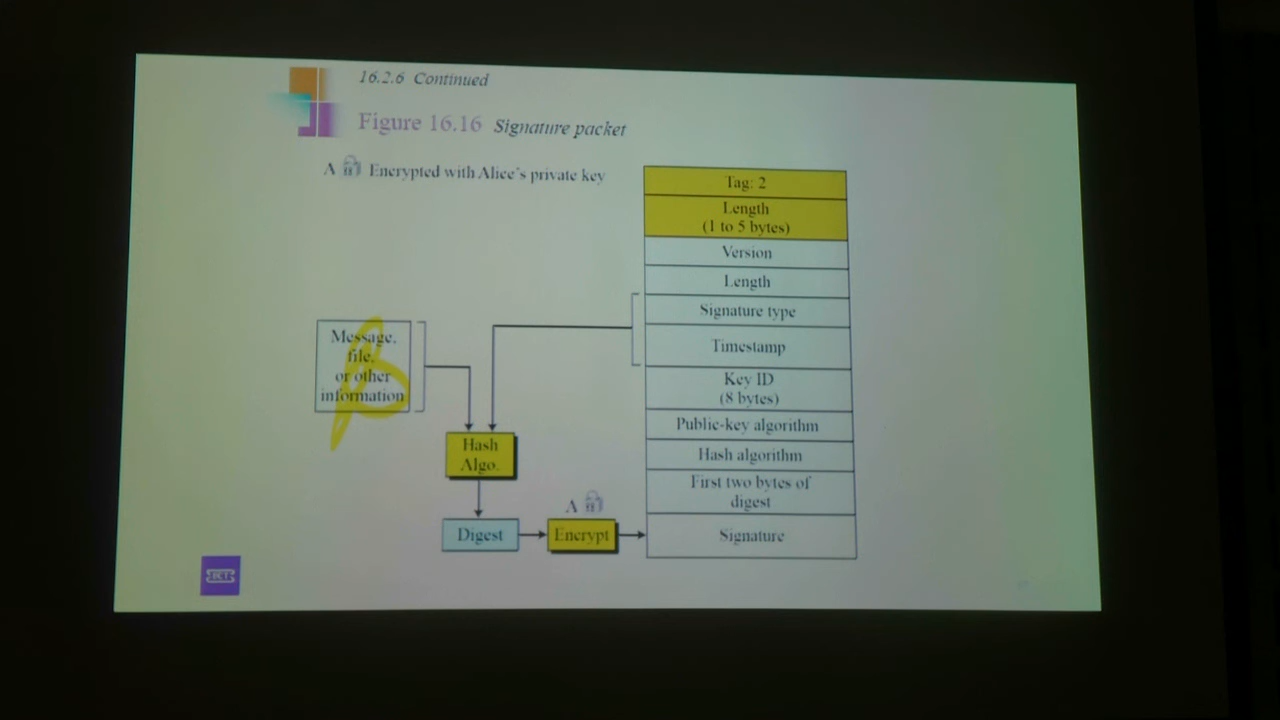 16.2.6 Continued
Figure 16.16 Signature packet
A Encrypted with Alice's private key
Tag: 2
Length
(1 to 5 bytes)
Version
Length
Signature type
Timestamp
Key ID
(8 bytes)
Public-key algorithm
Hash algorithm
First two bytes of
digest
Signature
Message,
file,
or other
information
Hash
Algo.
Digest
A
Encrypt